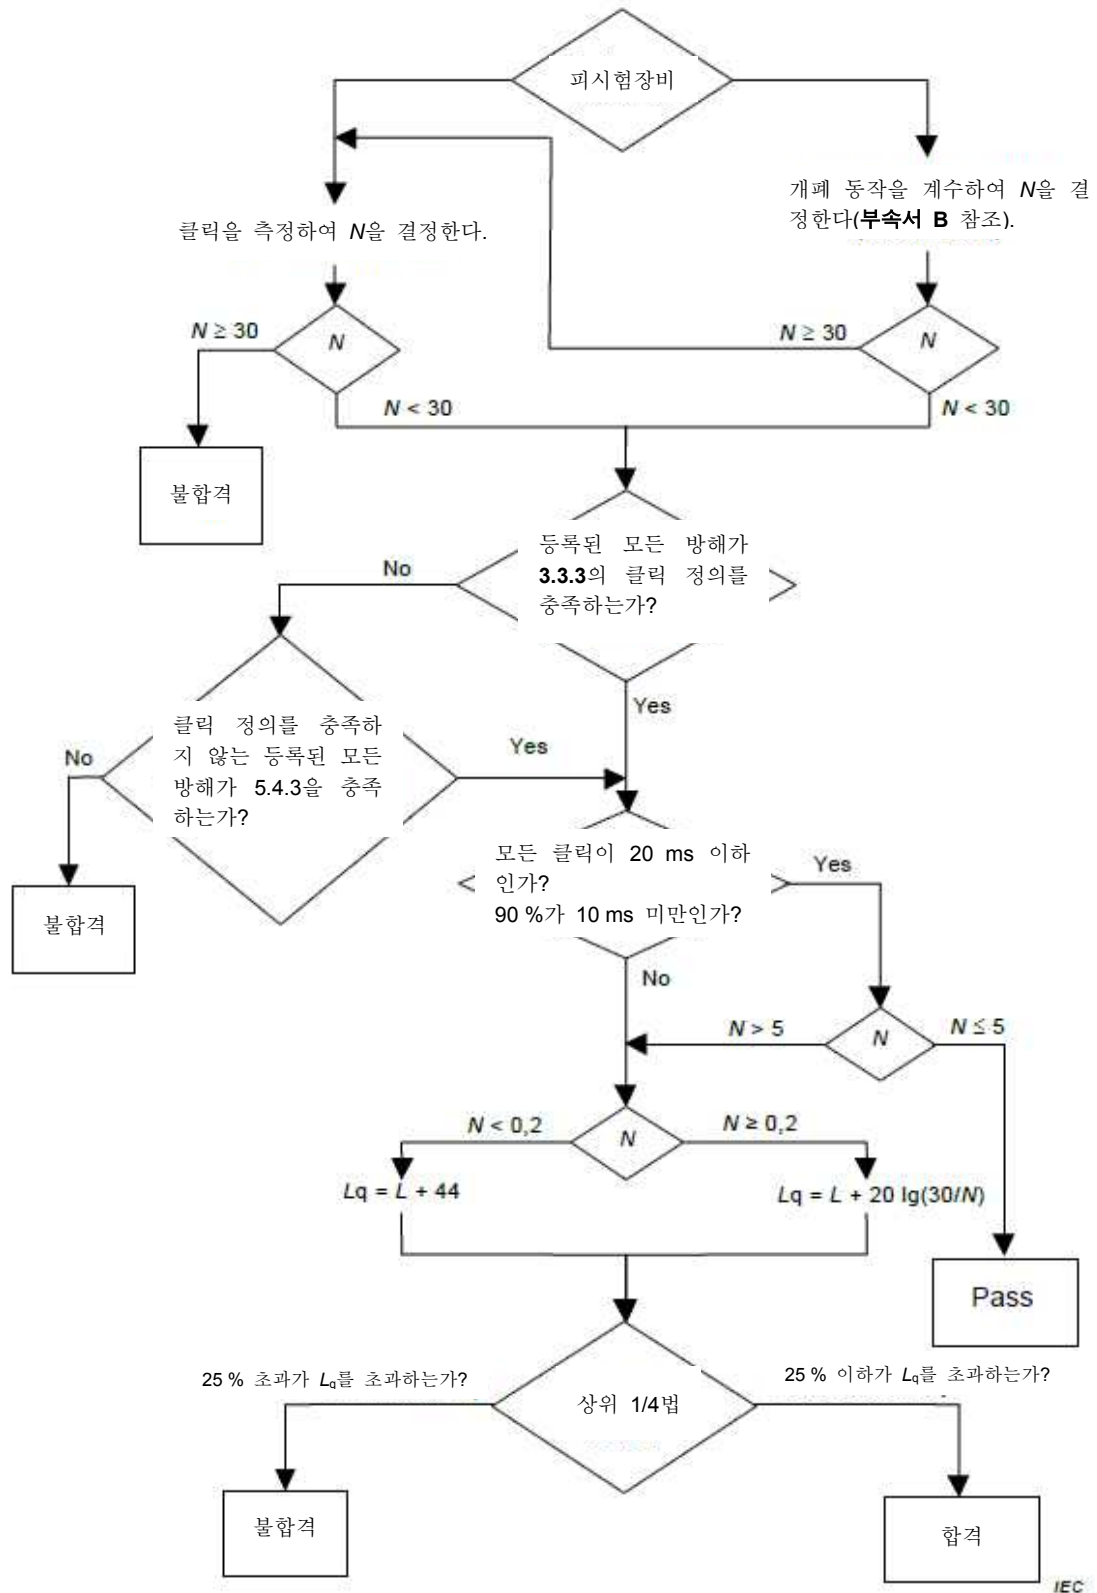 피시험장비
개폐 동작을 계수하여 N을 결
정한다(부속서 B 참조).
클릭을 측정하여 N을 결정한다.
N ≥ 30
N
N ≥ 30
N
N < 30
N < 30
불합격
등록된 모든 방해가
3.3.3의 클릭 정의를
충족하는가?
No
Yes
클릭 정의를 충족하
지 않는 등록된 모든
방해가 5.4.3을 충족
하는가?
No
Yes
불합격
모든 클릭이 20 ms 이하
인가?
90 %가 10 ms 미만인가?
Yes
No
N > 5
N
N ≤ 5
N < 0,2
N
N ≥ 0,2
Lq = L + 44
Lq = L + 20 lg(30/N)
Pass
25 % 초과가 Lq를 초과하는가?
25 % 이하가 Lq를 초과하는가?
상위 1/4법
불합격
합격
IEC